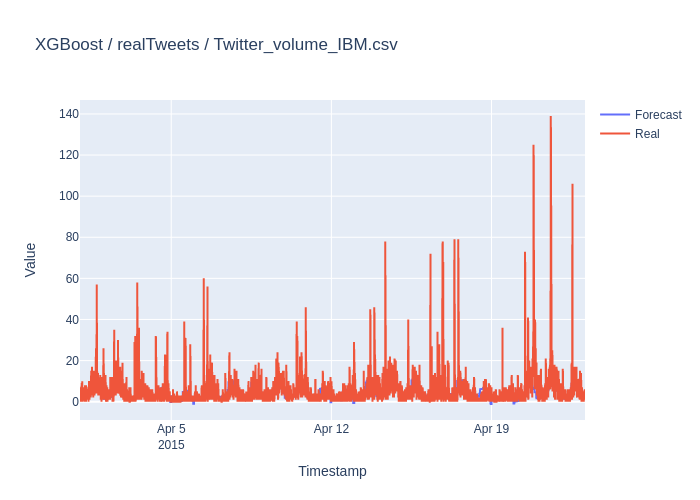 XGBoost / realTweets / Twitter_volume_IBM.csv
Forecast
Real
140
120
100
80
60
40
20
0
Value
Apr 5
2015
Apr 12
Apr 19
Timestamp